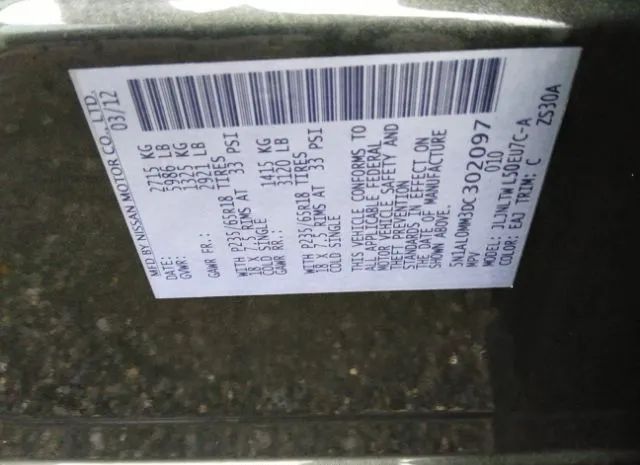 MFD BY NISSAN MOTOR CO., LTD.
DATE: 03/12
GVWR: 2715 KG
5986 LB
GAWR FR.: 1325 KG
2921 LB
WITH P235/65R18 TIRES
18 X 7.5 RIMS AT 33 PSI
COLD SINGLE
GAWR RR.: 1415 KG
3120 LB
WITH P235/65R18 TIRES
18 X 7.5 RIMS AT 33 PSI
COLD SINGLE
THIS VEHICLE CONFORMS TO
ALL APPLICABLE FEDERAL
MOTOR VEHICLE SAFETY AND
THEFT PREVENTION
STANDARDS IN EFFECT ON
THE DATE OF MANUFACTURE
SHOWN ABOVE.
5N1AL0MM3DC302097
MPV 010
MODEL: JLJNLTWL50EU7C-A
COLOR: EAJ TRIM: C ZS30A